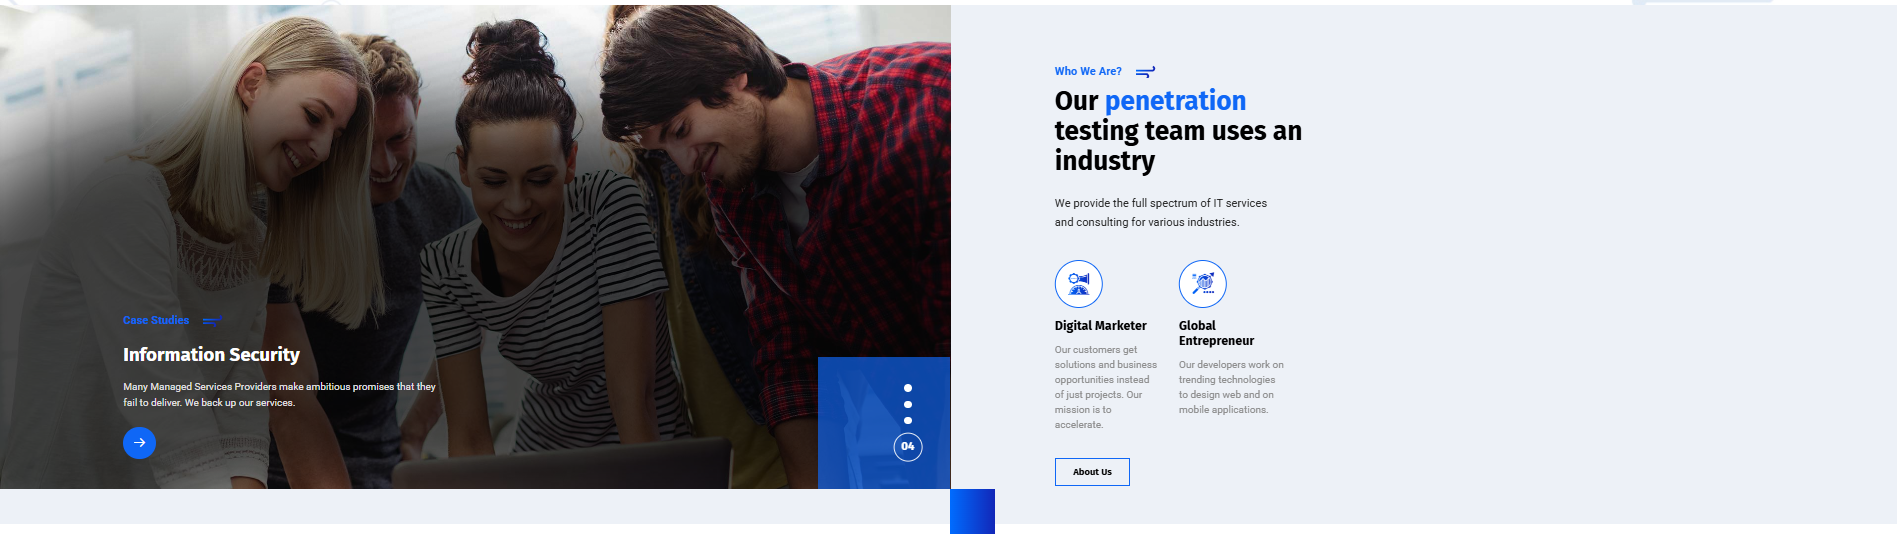 Case Studies
Information Security
Many Managed Services Providers make ambitious promises that they
fail to deliver. We back up our services.
04
Who We Are?
Our penetration
testing team uses an
industry
We provide the full spectrum of IT services
and consulting for various industries.
Digital Marketer
Our customers get
solutions and business
opportunities instead
of just projects. Our
mission is to
accelerate.
Global
Entrepreneur
Our developers work on
trending technologies
to design web and on
mobile applications.
About Us